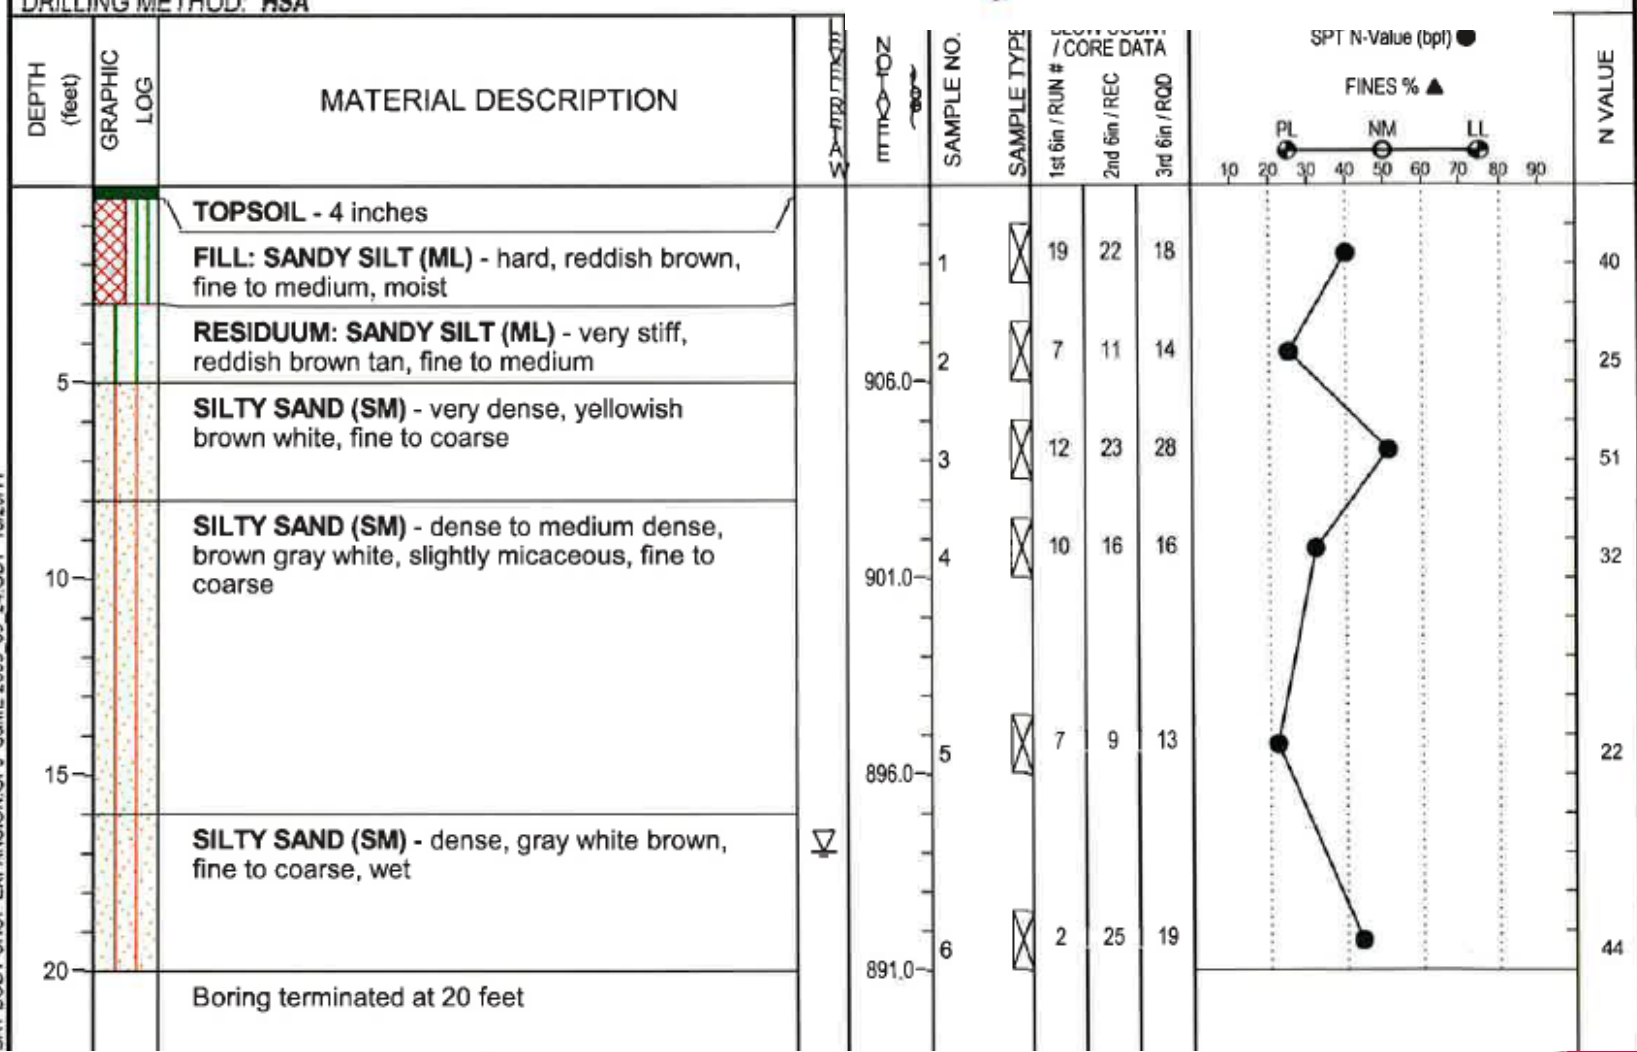 DRILLING METHOD: HSA
DEPTH
(feet)
GRAPHIC
LOG
MATERIAL DESCRIPTION
SAMPLE NO.
SAMPLE TYPE
BLOW COUNT
/ CORE DATA
1st 6in / RUN #
2nd 6in / REC
3rd 6in / RQD
SPT N-Value (bpf)
FINES %
PL NM LL
10 20 30 40 50 60 70 80 90
N VALUE
TOPSOIL - 4 inches
FILL: SANDY SILT (ML) - hard, reddish brown,
fine to medium, moist
1 19 22 18 40
RESIDUUM: SANDY SILT (ML) - very stiff,
reddish brown tan, fine to medium
2 7 11 14 25
5 906.0
SILTY SAND (SM) - very dense, yellowish
brown white, fine to coarse
3 12 23 28 51
SILTY SAND (SM) - dense to medium dense,
brown gray white, slightly micaceous, fine to
coarse
4 10 16 16 32
10 901.0
5 7 9 13 22
15 896.0
SILTY SAND (SM) - dense, gray white brown,
fine to coarse, wet
6 2 25 19 44
20 891.0
Boring terminated at 20 feet